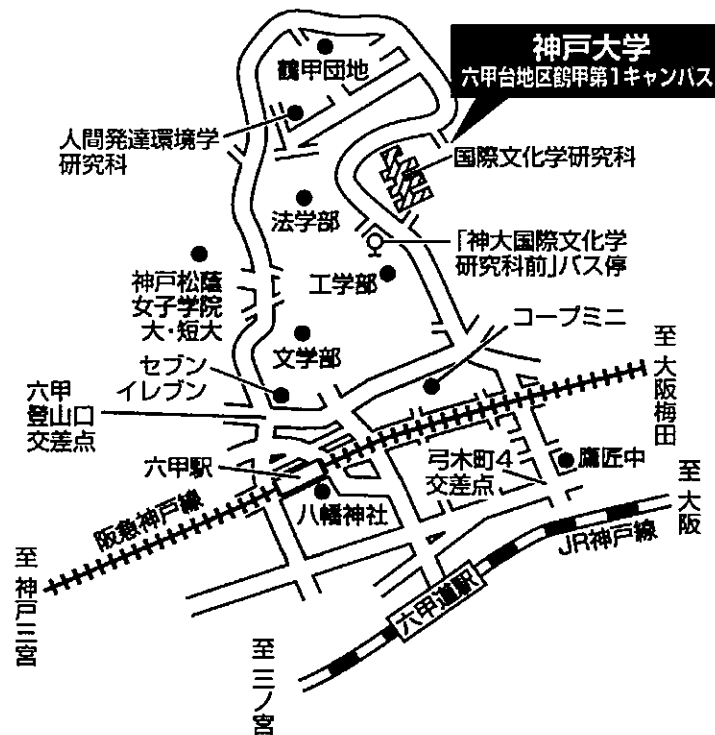 神戸大学
六甲台地区鶴甲第1キャンパス
鶴甲団地
人間発達環境学
研究科
国際文化学研究科
法学部
「神大国際文化学
研究科前」バス停
神戸松蔭
女子学院
大・短大
工学部
コープミニ
文学部
セブン
イレブン
至 大阪梅田
六甲
登山口
交差点
六甲駅
弓木町4
交差点
鷹匠中
至 大阪
阪急神戸線
八幡神社
JR神戸線
至 神戸三宮
六甲道駅
至 三ノ宮